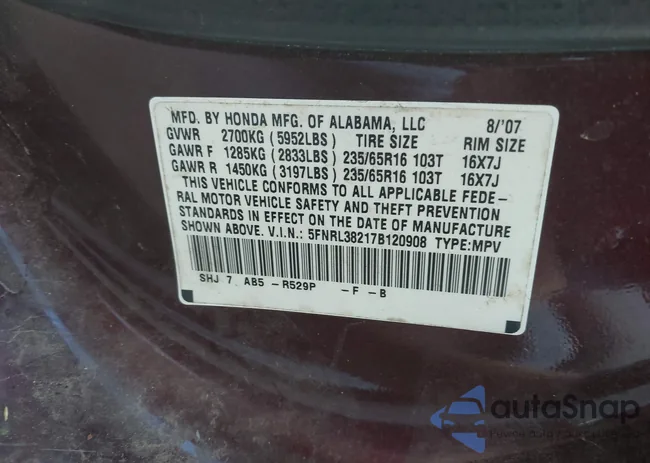 MFD. BY HONDA MFG. OF ALABAMA, LLC 8/'07
GVWR 2700KG (5952LBS) TIRE SIZE RIM SIZE
GAWR F 1285KG (2833LBS) 235/65R16 103T 16X7J
GAWR R 1450KG (3197LBS) 235/65R16 103T 16X7J
THIS VEHICLE CONFORMS TO ALL APPLICABLE FEDE-
RAL MOTOR VEHICLE SAFETY AND THEFT PREVENTION
STANDARDS IN EFFECT ON THE DATE OF MANUFACTURE
SHOWN ABOVE. V.I.N.: 5FNRL38217B120908 TYPE:MPV
SHJ 7 AB5 -R529P -F -B
autaSnap